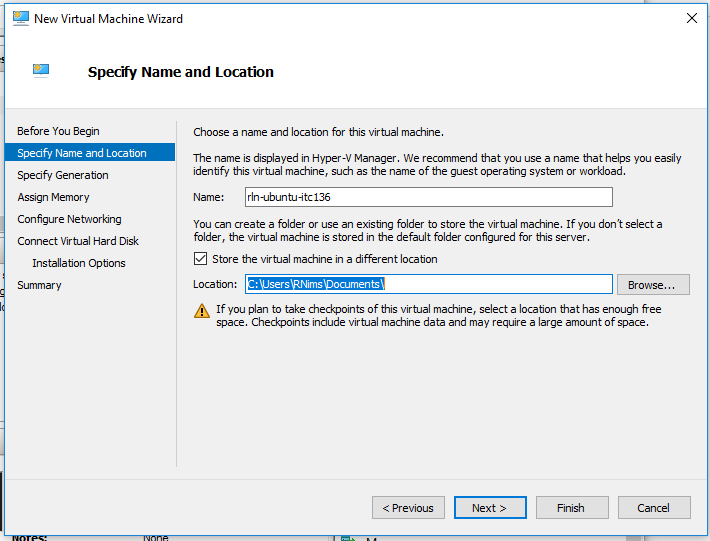 New Virtual Machine Wizard
Specify Name and Location
Before You Begin
Specify Name and Location
Specify Generation
Assign Memory
Configure Networking
Connect Virtual Hard Disk
Installation Options
Summary
Choose a name and location for this virtual machine.
The name is displayed in Hyper-V Manager. We recommend that you use a name that helps you easily
identify this virtual machine, such as the name of the guest operating system or workload.
Name: rln-ubuntu-itc136
You can create a folder or use an existing folder to store the virtual machine. If you don't select a
folder, the virtual machine is stored in the default folder configured for this server.
Store the virtual machine in a different location
Location: C:\Users\RNims\Documents\ Browse...
If you plan to take checkpoints of this virtual machine, select a location that has enough free
space. Checkpoints include virtual machine data and may require a large amount of space.
< Previous Next > Finish Cancel
Notes: None